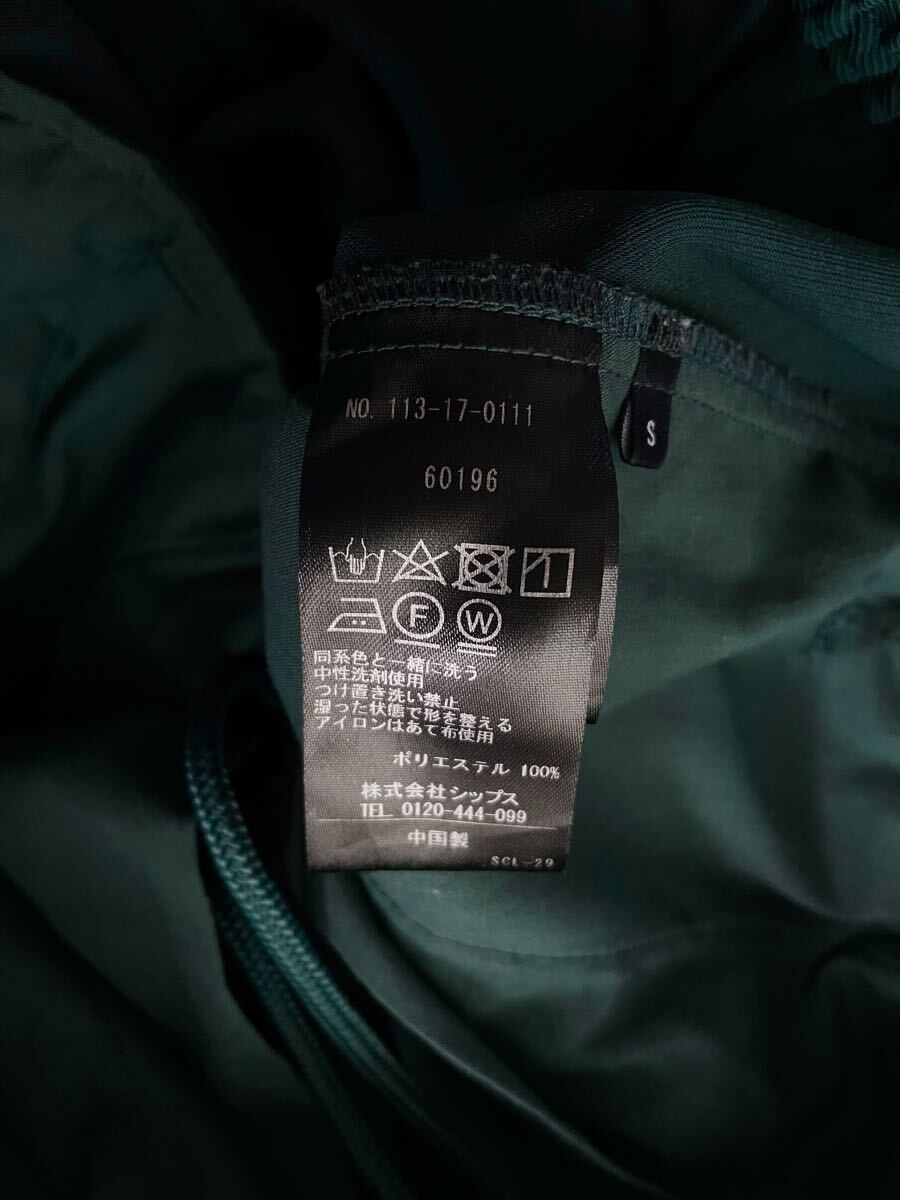 NO. 113-17-0111
S
60196
F
W
同系色と一緒に洗う
中性洗剤使用
つけ置き洗い禁止
湿った状態で形を整える
アイロンはあて布使用
ポリエステル 100%
株式会社シップス
TEL. 0120-444-099
中国製
SCL-29